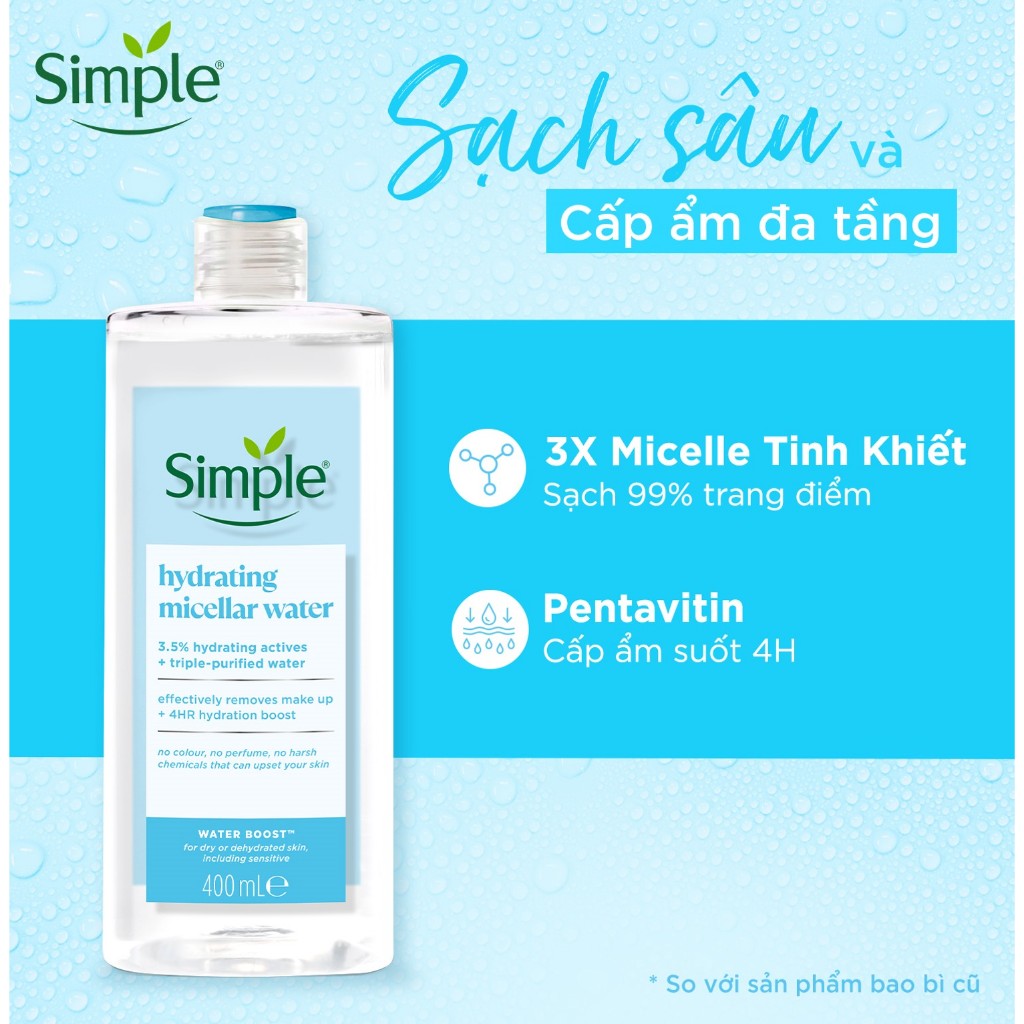 Simple®
Sạch sâu và
Cấp ẩm đa tầng
Simple®
hydrating
micellar water
3.5% hydrating actives
+ triple-purified water
effectively removes make up
+ 4HR hydration boost
no colour, no perfume, no harsh
chemicals that can upset your skin
WATER BOOST™
for dry or dehydrated skin,
including sensitive
400 mL℮
3X Micelle Tinh Khiết
Sạch 99% trang điểm
Pentavitin
Cấp ẩm suốt 4H
* So với sản phẩm bao bì cũ